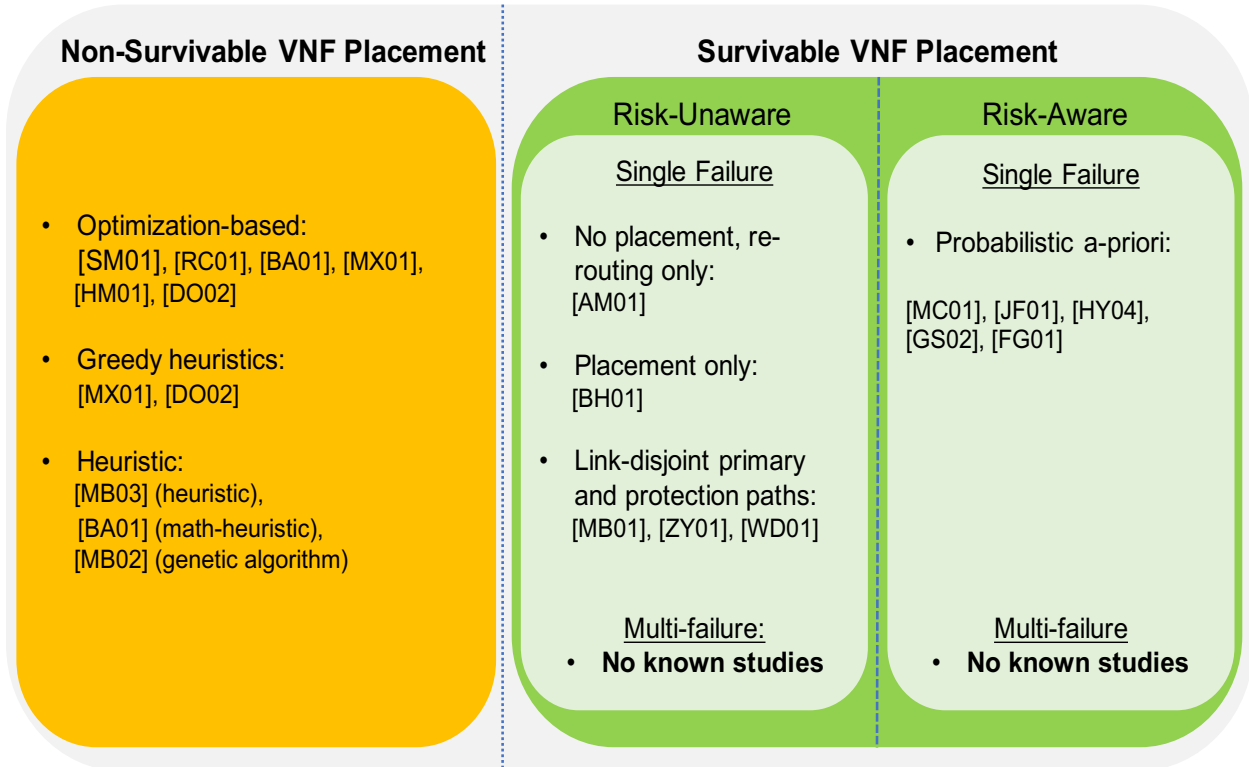 Non-Survivable VNF Placement
• Optimization-based:
[SM01], [RC01], [BA01], [MX01],
[HM01], [DO02]
• Greedy heuristics:
[MX01], [DO02]
• Heuristic:
[MB03] (heuristic),
[BA01] (math-heuristic),
[MB02] (genetic algorithm)
Survivable VNF Placement
Risk-Unaware
Single Failure
• No placement, re-
routing only:
[AM01]
• Placement only:
[BH01]
• Link-disjoint primary
and protection paths:
[MB01], [ZY01], [WD01]
Multi-failure:
• No known studies
Risk-Aware
Single Failure
• Probabilistic a-priori:
[MC01], [JF01], [HY04],
[GS02], [FG01]
Multi-failure
• No known studies